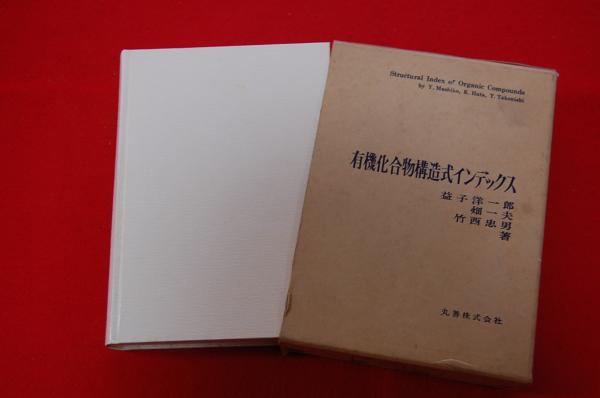 Structural Index of Organic Compounds
by Y. Mashiko, K. Hata, T. Takenishi
有機化合物構造式インデックス
益子洋一郎
畑一夫
竹西忠男
著
丸善株式会社